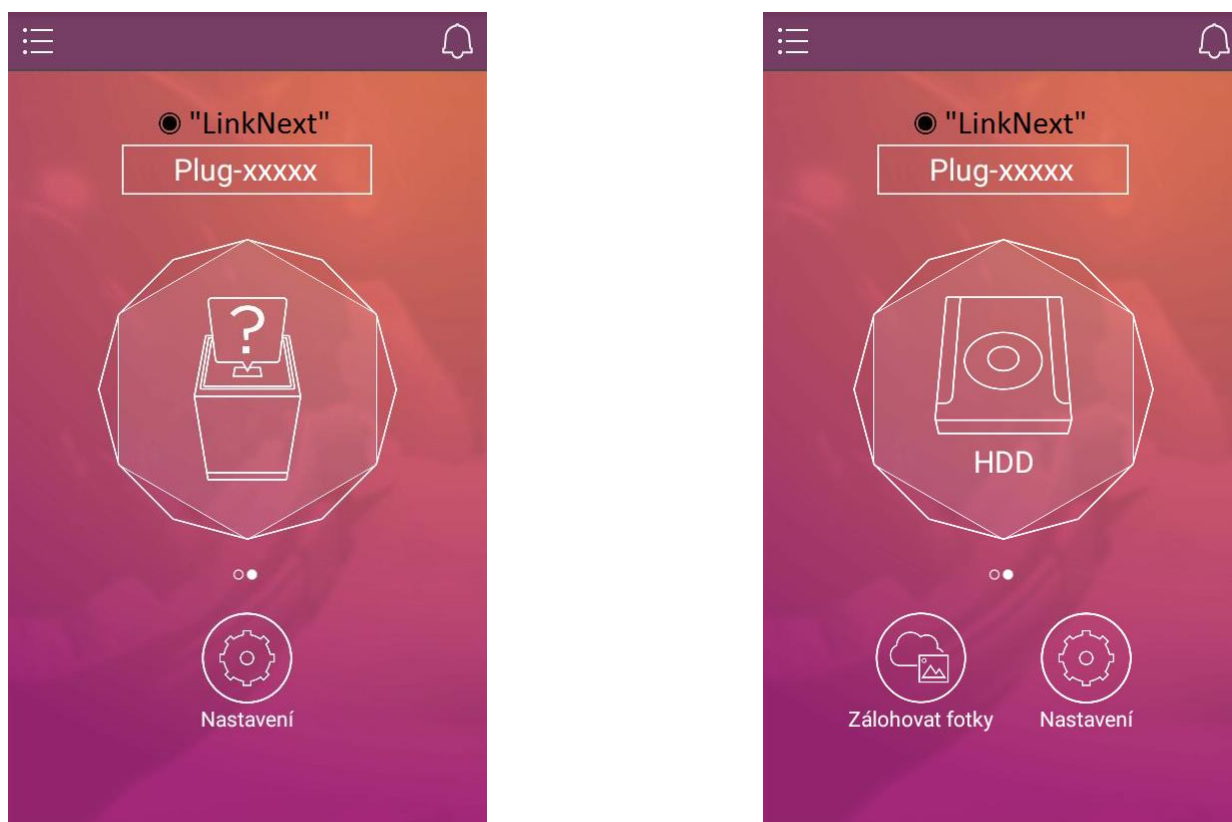 ◉ "LinkNext"
Plug-xxxxx
?
Nastavení
◉ "LinkNext"
Plug-xxxxx
HDD
Zálohovat fotky
Nastavení